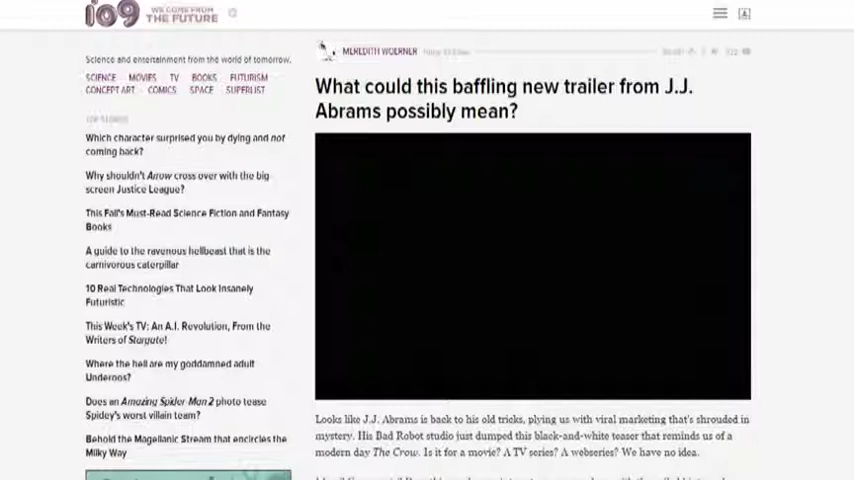 io9 WE COME FROM
THE FUTURE
Science and entertainment from the world of tomorrow.
SCIENCE MOVIES TV BOOKS FUTURISM
CONCEPT ART COMICS SPACE SUPERLIST
TOP STORIES
Which character surprised you by dying and not
coming back?
Why shouldn't Arrow cross over with the big
screen Justice League?
This Fall's Must-Read Science Fiction and Fantasy
Books
A guide to the ravenous hellbeast that is the
carnivorous caterpillar
10 Real Technologies That Look Insanely
Futuristic
This Week's TV: An A.I. Revolution, From the
Writers of Stargate!
Where the hell are my goddamned adult
Underoos?
Does an Amazing Spider-Man 2 photo tease
Spidey's worst villain team?
Behold the Magellanic Stream that encircles the
Milky Way
MEREDITH WOERNER
What could this baffling new trailer from J.J.
Abrams possibly mean?
Looks like J.J. Abrams is back to his old tricks, plying us with viral marketing that's shrouded in
mystery. His Bad Robot studio just dumped this black-and-white teaser that reminds us of a
modern day The Crow. Is it for a movie? A TV series? A webseries? We have no idea.